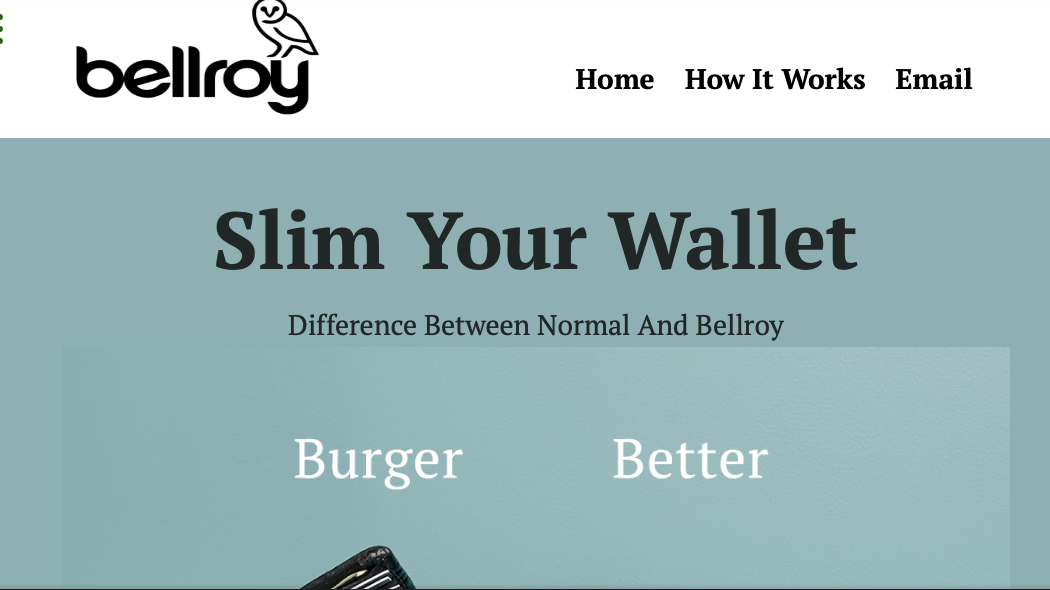 bellroy
Home How It Works Email
Slim Your Wallet
Difference Between Normal And Bellroy
Burger Better